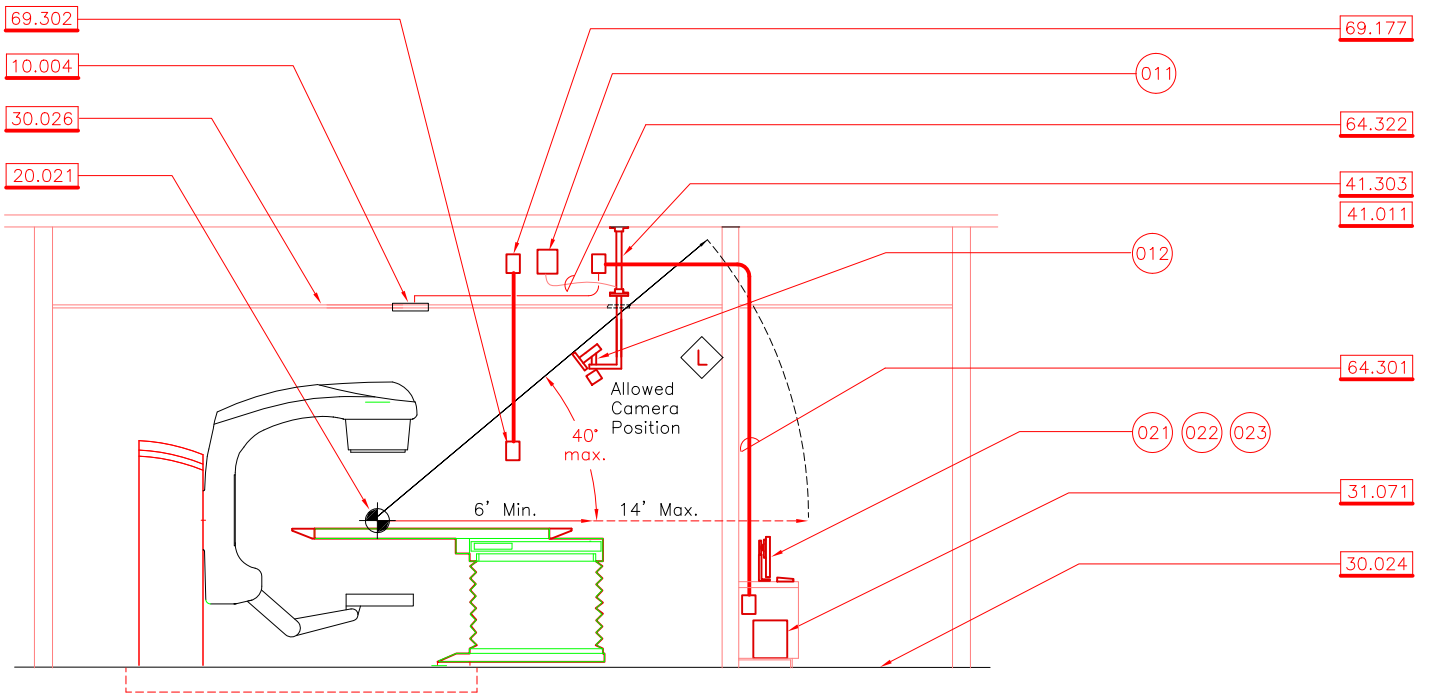 69.302
10.004
30.026
20.021
69.177
011
64.322
41.303
41.011
012
L
Allowed
Camera
Position
40°
max.
6' Min.
14' Max.
64.301
021 022 023
31.071
30.024